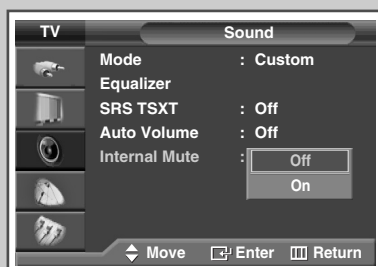 TV Sound
Mode : Custom
Equalizer
SRS TSXT : Off
Auto Volume : Off
Internal Mute : Off
On
Move Enter Return